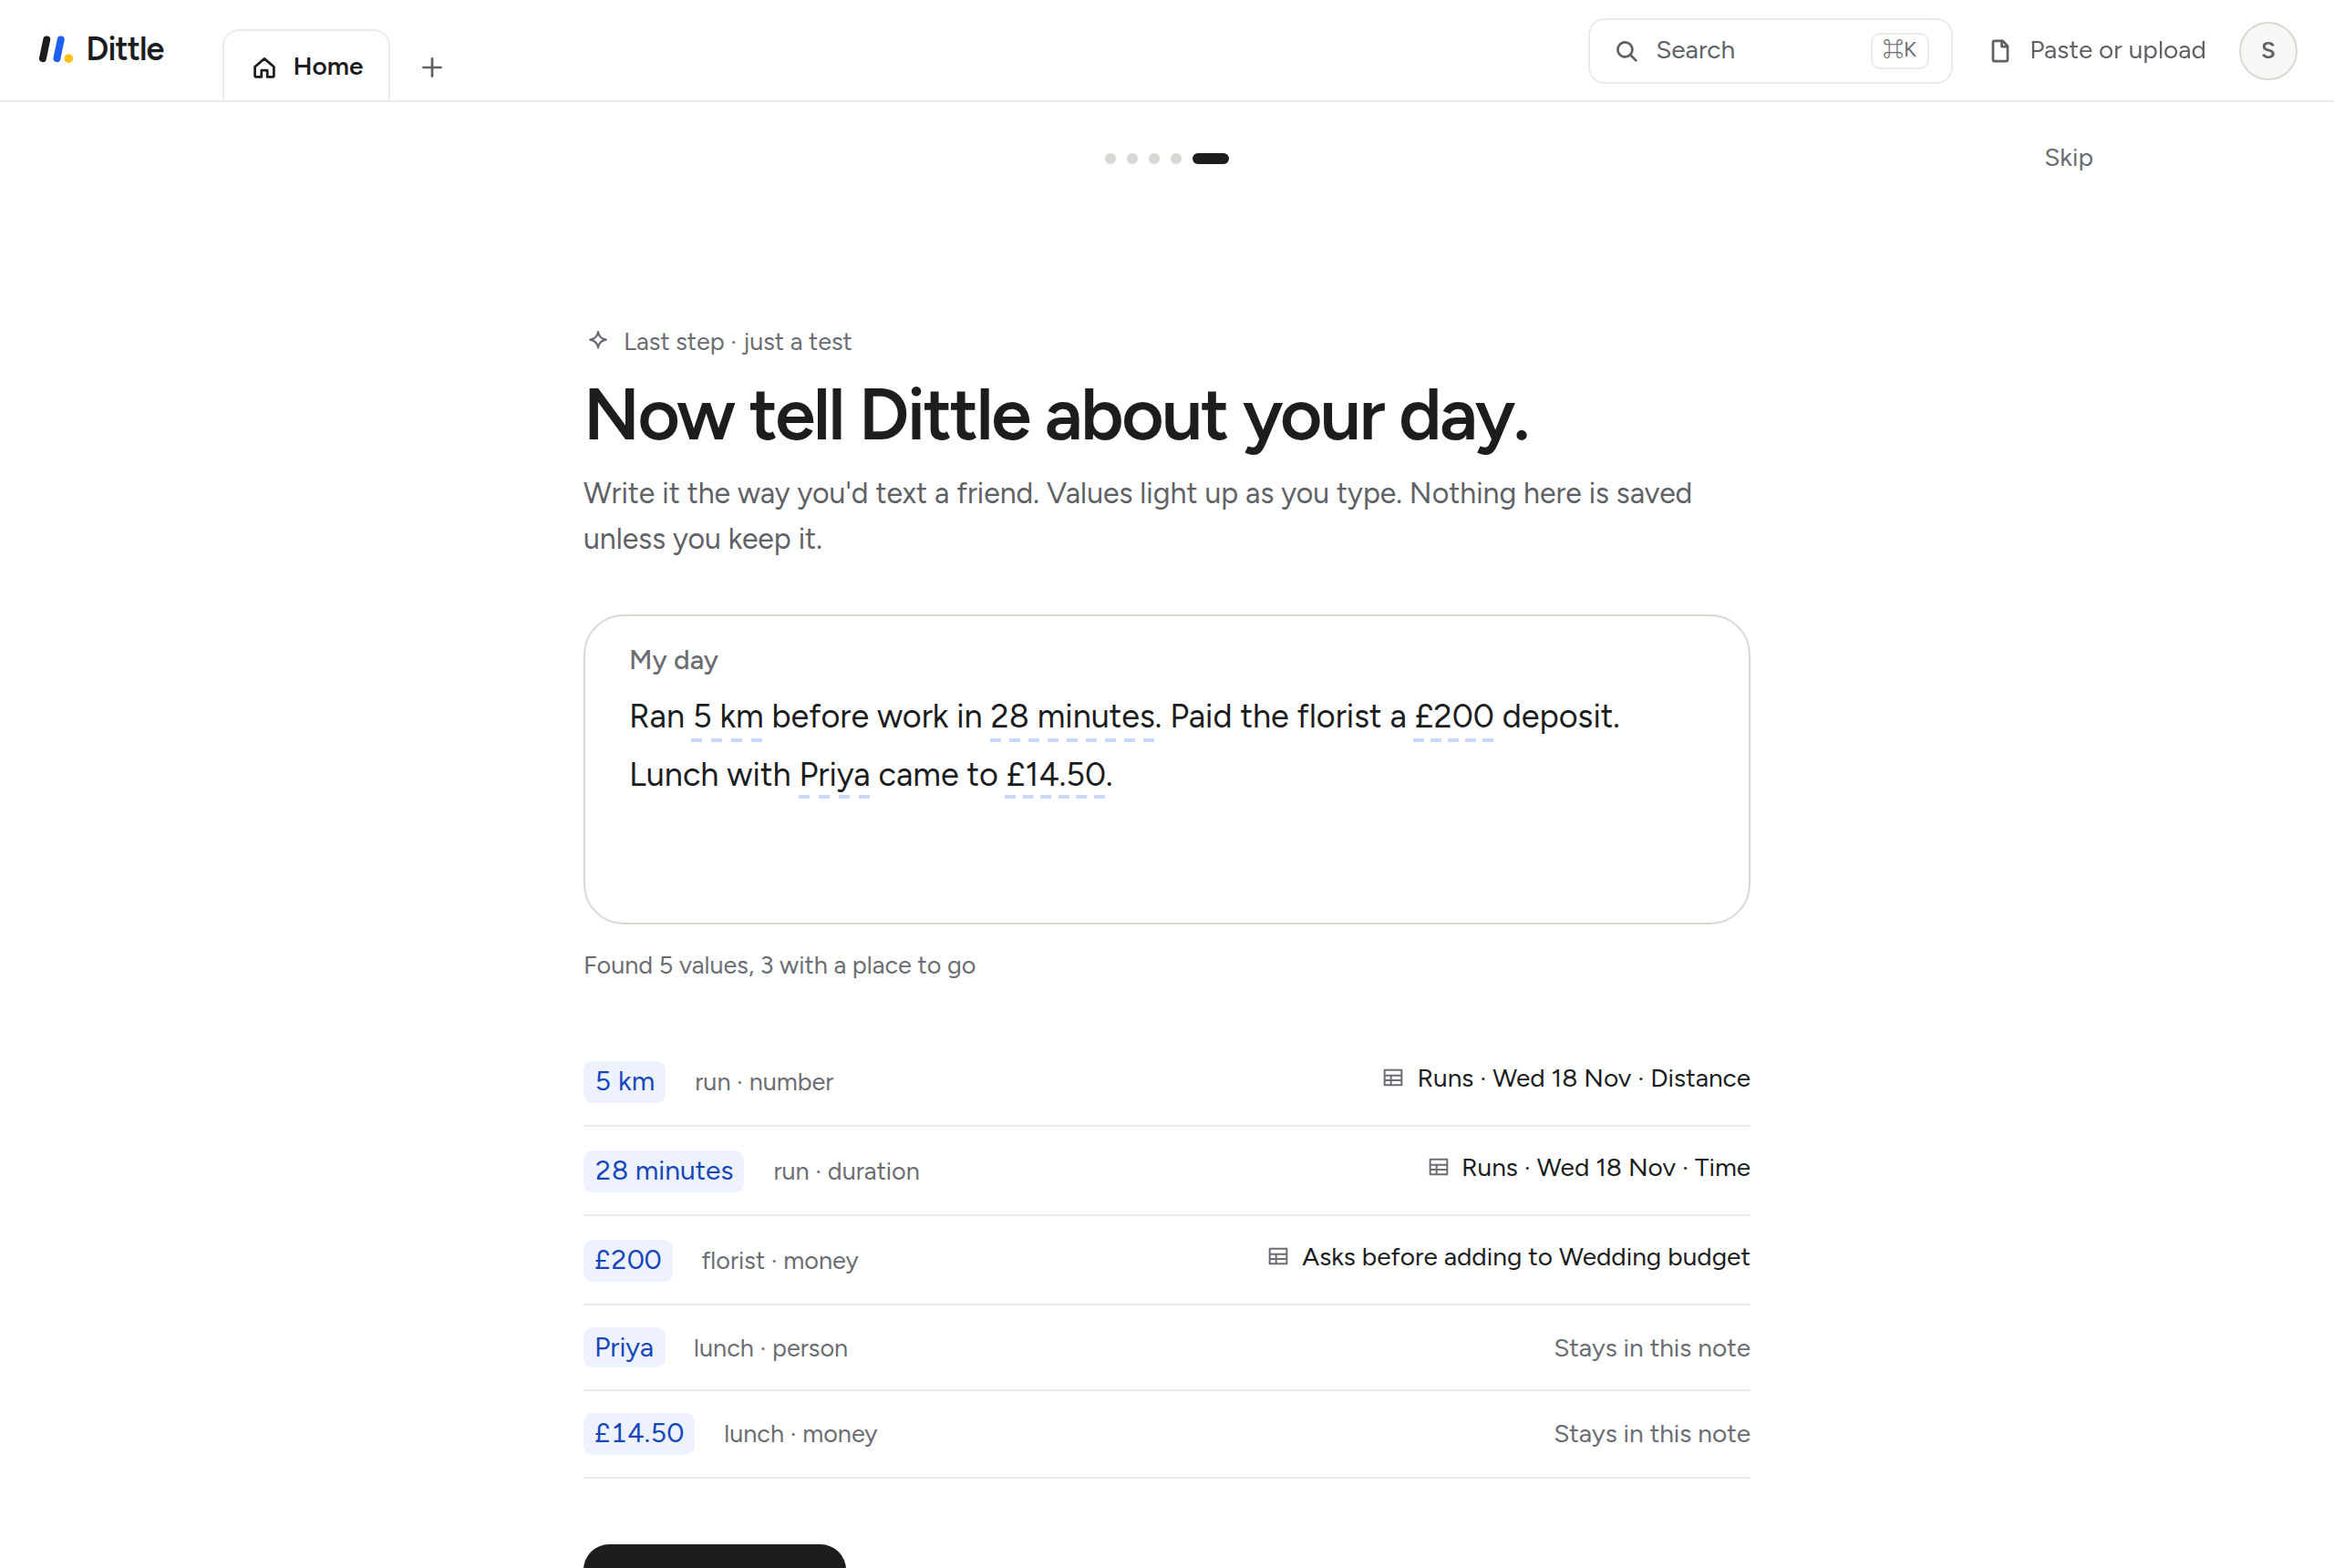 Dittle
Home
Search
⌘K
Paste or upload
S
Skip
Last step · just a test
Now tell Dittle about your day.
Write it the way you'd text a friend. Values light up as you type. Nothing here is saved
unless you keep it.
My day
Ran 5 km before work in 28 minutes. Paid the florist a £200 deposit.
Lunch with Priya came to £14.50.
Found 5 values, 3 with a place to go
5 km run · number Runs · Wed 18 Nov · Distance
28 minutes run · duration Runs · Wed 18 Nov · Time
£200 florist · money Asks before adding to Wedding budget
Priya lunch · person Stays in this note
£14.50 lunch · money Stays in this note